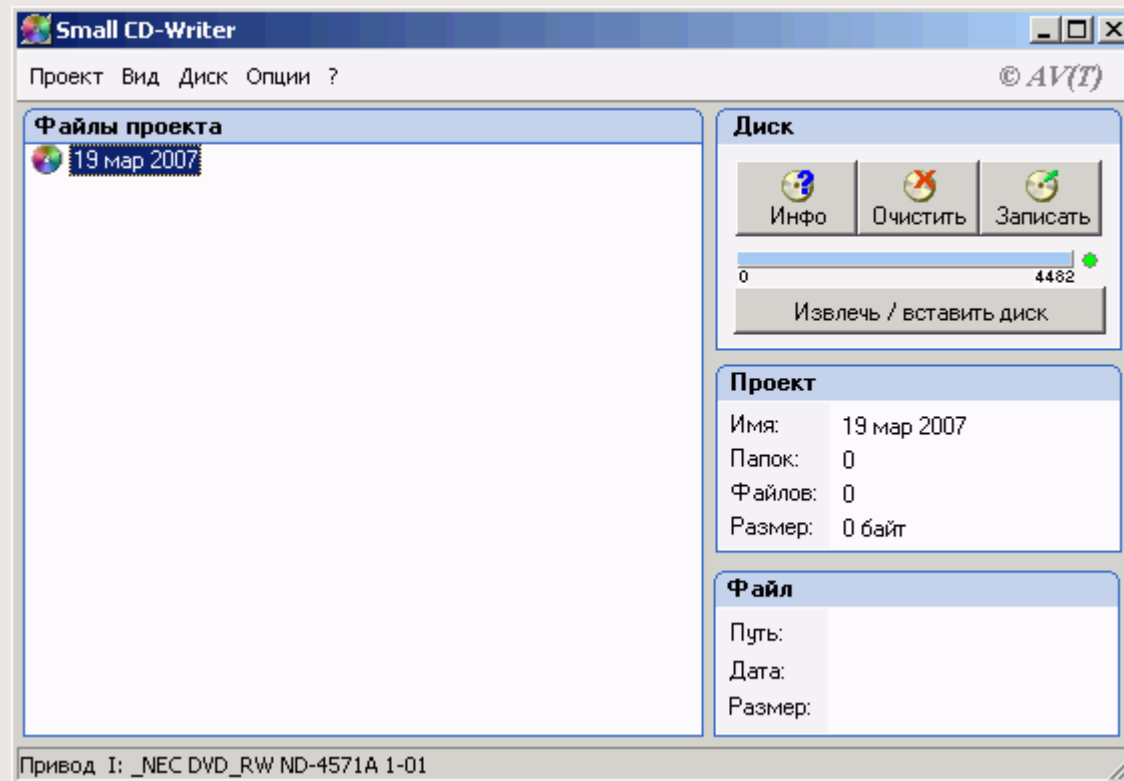 Small CD-Writer
Проект Вид Диск Опции ?
© AV(T)
Файлы проекта
19 мар 2007
Диск
Инфо
Очистить
Записать
0
4482
Извлечь / вставить диск
Проект
Имя: 19 мар 2007
Папок: 0
Файлов: 0
Размер: 0 байт
Файл
Путь:
Дата:
Размер:
Привод I: _NEC DVD_RW ND-4571A 1-01